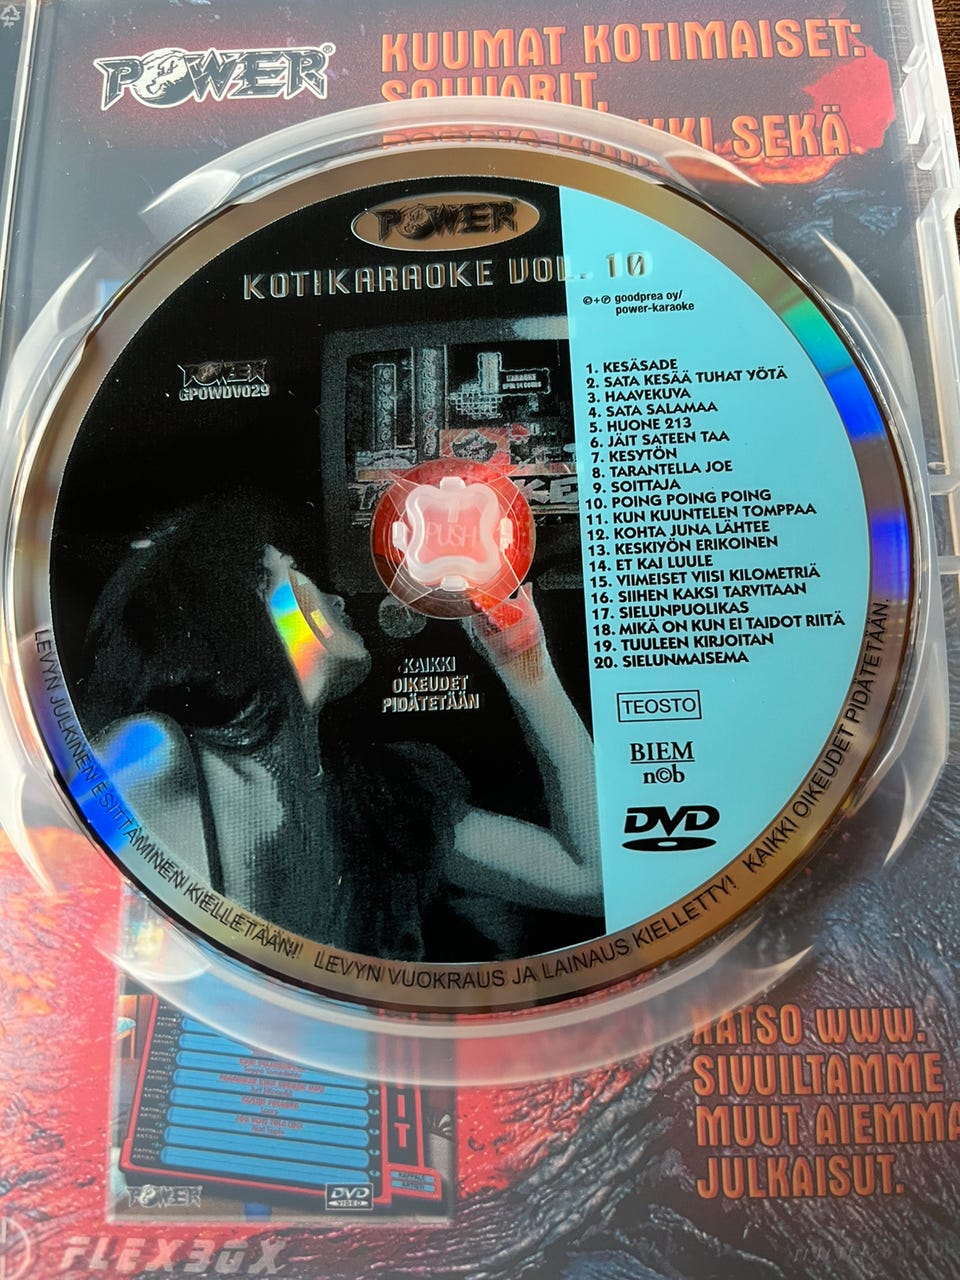 POWER®
KUUMAT KOTIMAISET:
SEKÄ
POWER
KOTIKARAOKE VOL. 10
©+℗ goodprea oy/
power-karaoke
POWER
GPOWDV029
1. KESÄSADE
2. SATA KESÄÄ TUHAT YÖTÄ
3. HAAVEKUVA
4. SATA SALAMAA
5. HUONE 213
6. JÄIT SATEEN TAA
7. KESYTÖN
8. TARANTELLA JOE
9. SOITTAJA
10. POING POING POING
11. KUN KUUNTELEN TOMPPAA
12. KOHTA JUNA LÄHTEE
13. KESKIYÖN ERIKOINEN
14. ET KAI LUULE
15. VIIMEISET VIISI KILOMETRIÄ
16. SIIHEN KAKSI TARVITAAN
17. SIELUNPUOLIKAS
18. MIKÄ ON KUN EI TAIDOT RIITÄ
19. TUULEEN KIRJOITAN
20. SIELUNMAISEMA
PUSH
KAIKKI
OIKEUDET
PIDÄTETÄÄN
TEOSTO
BIEM
n©b
DVD
LEVYN JULKINEN ESITTÄMINEN KIELLETÄÄN! LEVYN VUOKRAUS JA LAINAUS KIELLETTY! KAIKKI OIKEUDET PIDÄTETÄÄN.
KATSO WWW.
SIVUILTAMME
MUUT AIEMMA
JULKAISUT.
KAPPALE
ARTISTI
POWER
DVD
VIDEO
FLEXBOX